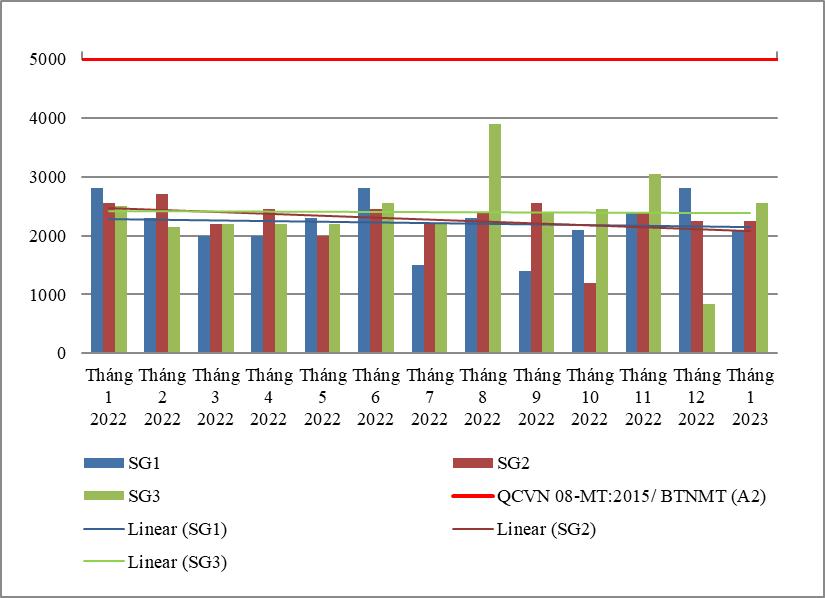 5000
4000
3000
2000
1000
0
Tháng 1 2022
Tháng 2 2022
Tháng 3 2022
Tháng 4 2022
Tháng 5 2022
Tháng 6 2022
Tháng 7 2022
Tháng 8 2022
Tháng 9 2022
Tháng 10 2022
Tháng 11 2022
Tháng 12 2022
Tháng 1 2023
SG1
SG2
SG3
QCVN 08-MT:2015/ BTNMT (A2)
Linear (SG1)
Linear (SG2)
Linear (SG3)